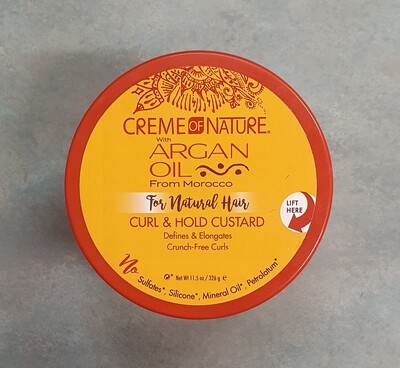 CREME OF NATURE®
With
ARGAN
OIL
From Morocco
For Natural Hair
CURL & HOLD CUSTARD
Defines & Elongates
Crunch-Free Curls
LIFT
HERE
Net Wt 11.5 oz / 326 g e
No
Sulfates*, Silicone*, Mineral Oil*, Petrolatum*